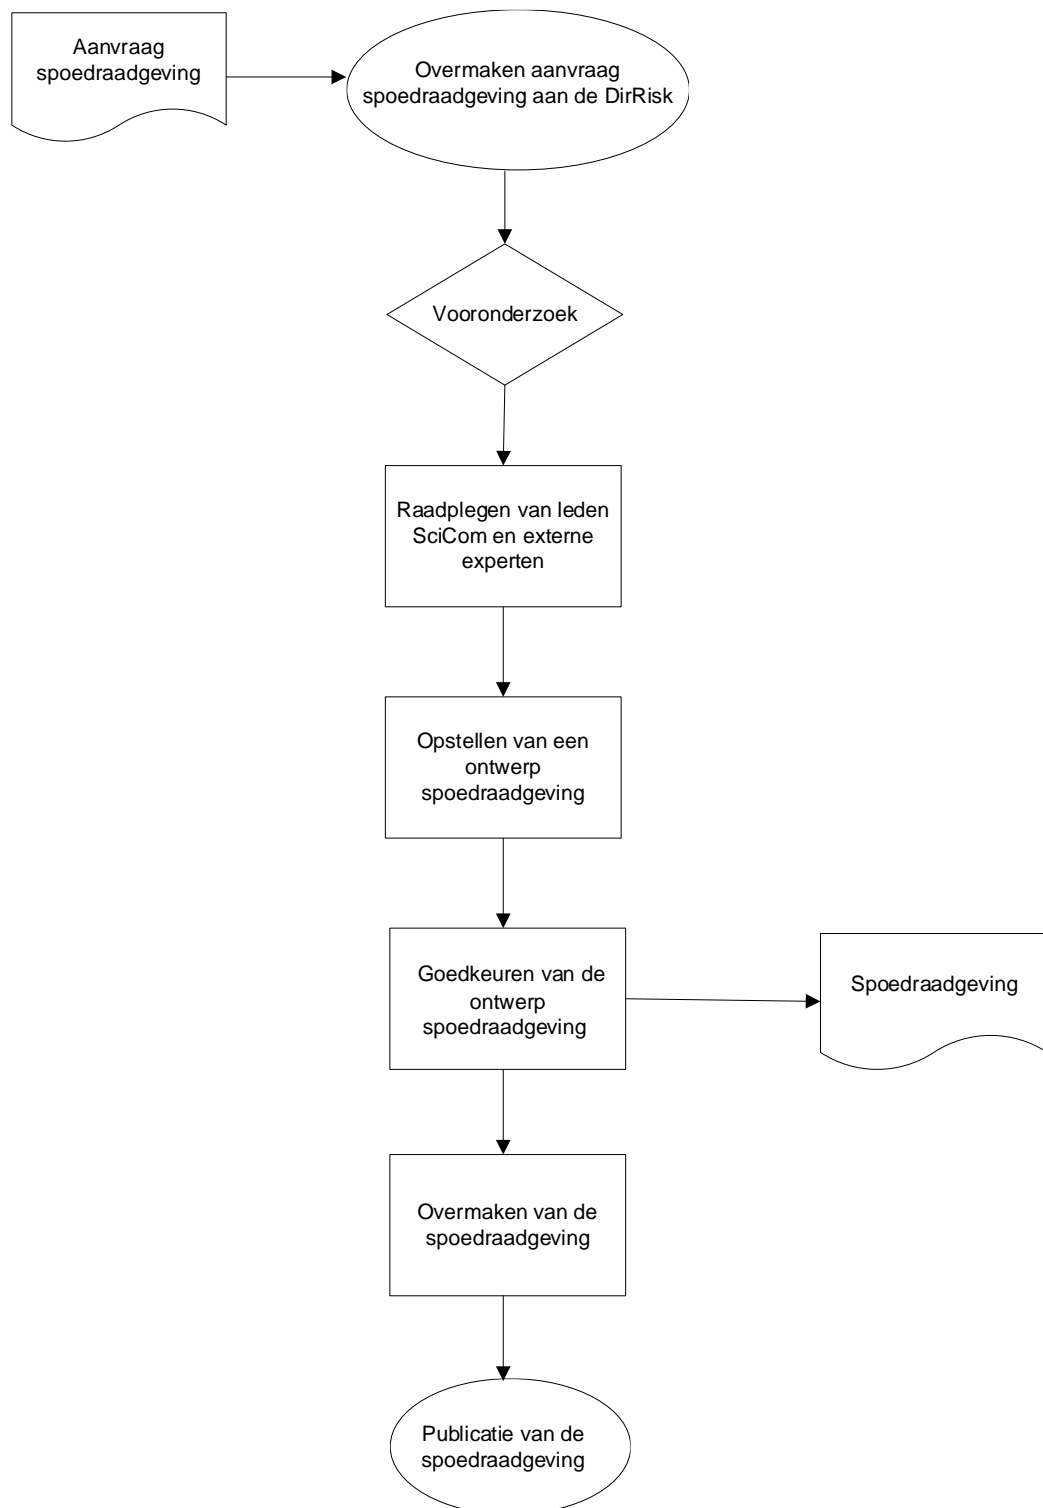 Aanvraag
spoedraadgeving
Overmaken aanvraag
spoedraadgeving aan de DirRisk
Vooronderzoek
Raadplegen van leden
SciCom en externe
experten
Opstellen van een
ontwerp
spoedraadgeving
Goedkeuren van de
ontwerp
spoedraadgeving
Spoedraadgeving
Overmaken van de
spoedraadgeving
Publicatie van de
spoedraadgeving